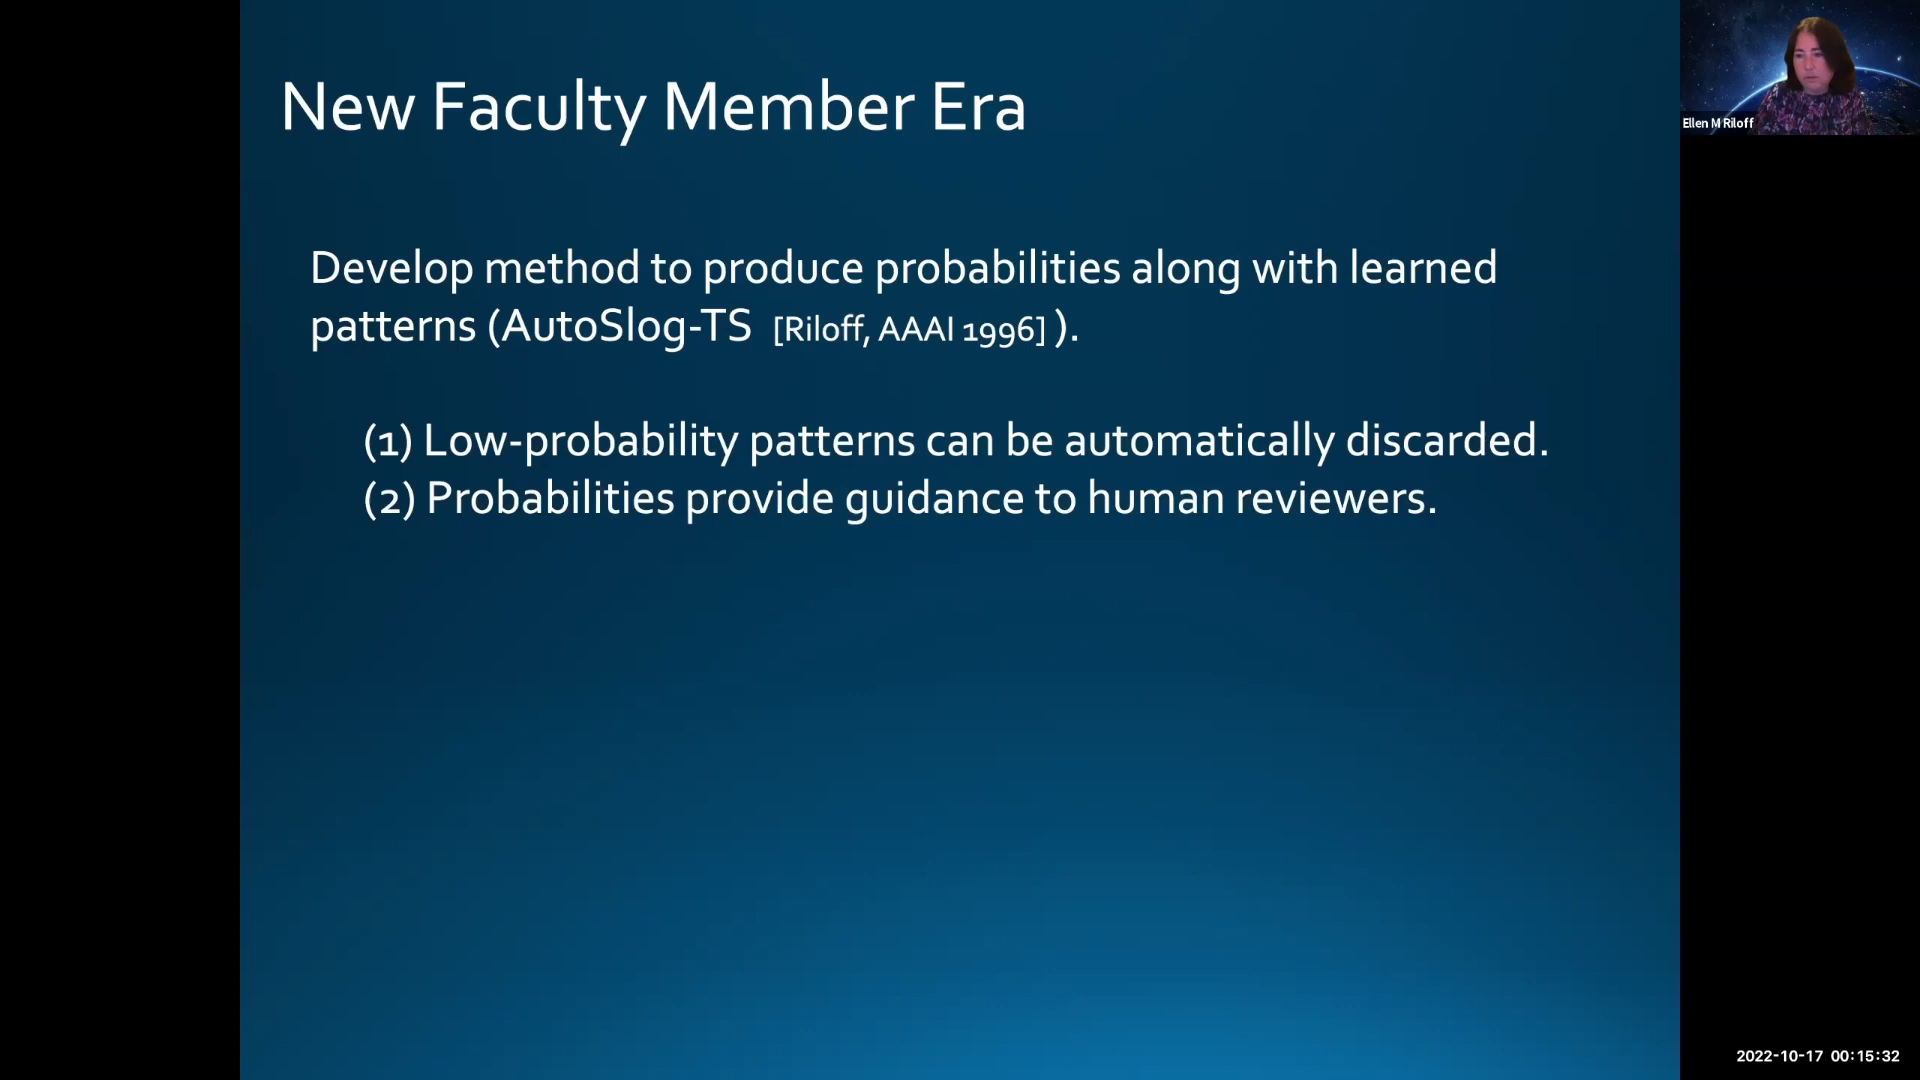 New Faculty Member Era
Develop method to produce probabilities along with learned
patterns (AutoSlog-TS [Riloff, AAAI 1996] ).
(1) Low-probability patterns can be automatically discarded.
(2) Probabilities provide guidance to human reviewers.
Ellen M Riloff
2022-10-17 00:15:32